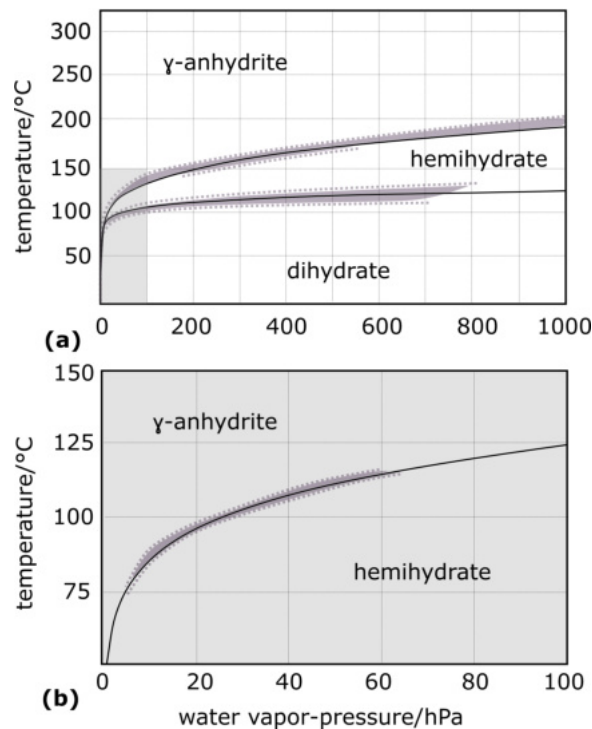 300
250
200
150
100
50
temperature/°C
ɣ-anhydrite
hemihydrate
dihydrate
0
200
400
600
800
1000
(a)
150
125
100
75
temperature/°C
ɣ-anhydrite
hemihydrate
0
20
40
60
80
100
(b)
water vapor-pressure/hPa